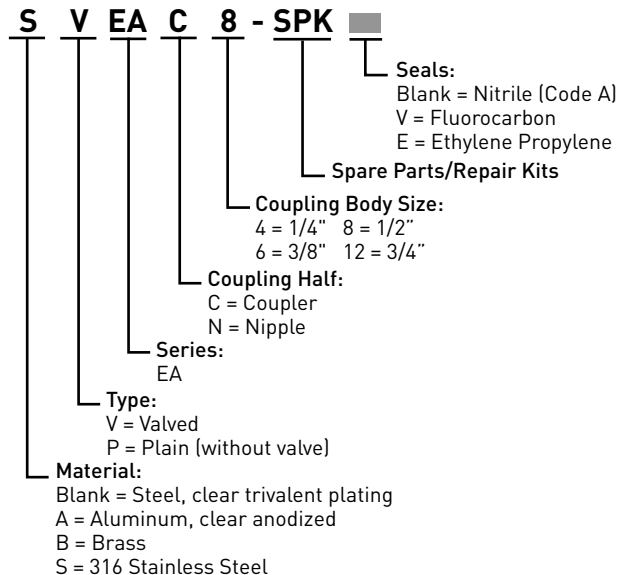 S V EA C 8 - SPK
Seals:
Blank = Nitrile (Code A)
V = Fluorocarbon
E = Ethylene Propylene
Spare Parts/Repair Kits
Coupling Body Size:
4 = 1/4" 8 = 1/2”
6 = 3/8" 12 = 3/4”
Coupling Half:
C = Coupler
N = Nipple
Series:
EA
Type:
V = Valved
P = Plain (without valve)
Material:
Blank = Steel, clear trivalent plating
A = Aluminum, clear anodized
B = Brass
S = 316 Stainless Steel